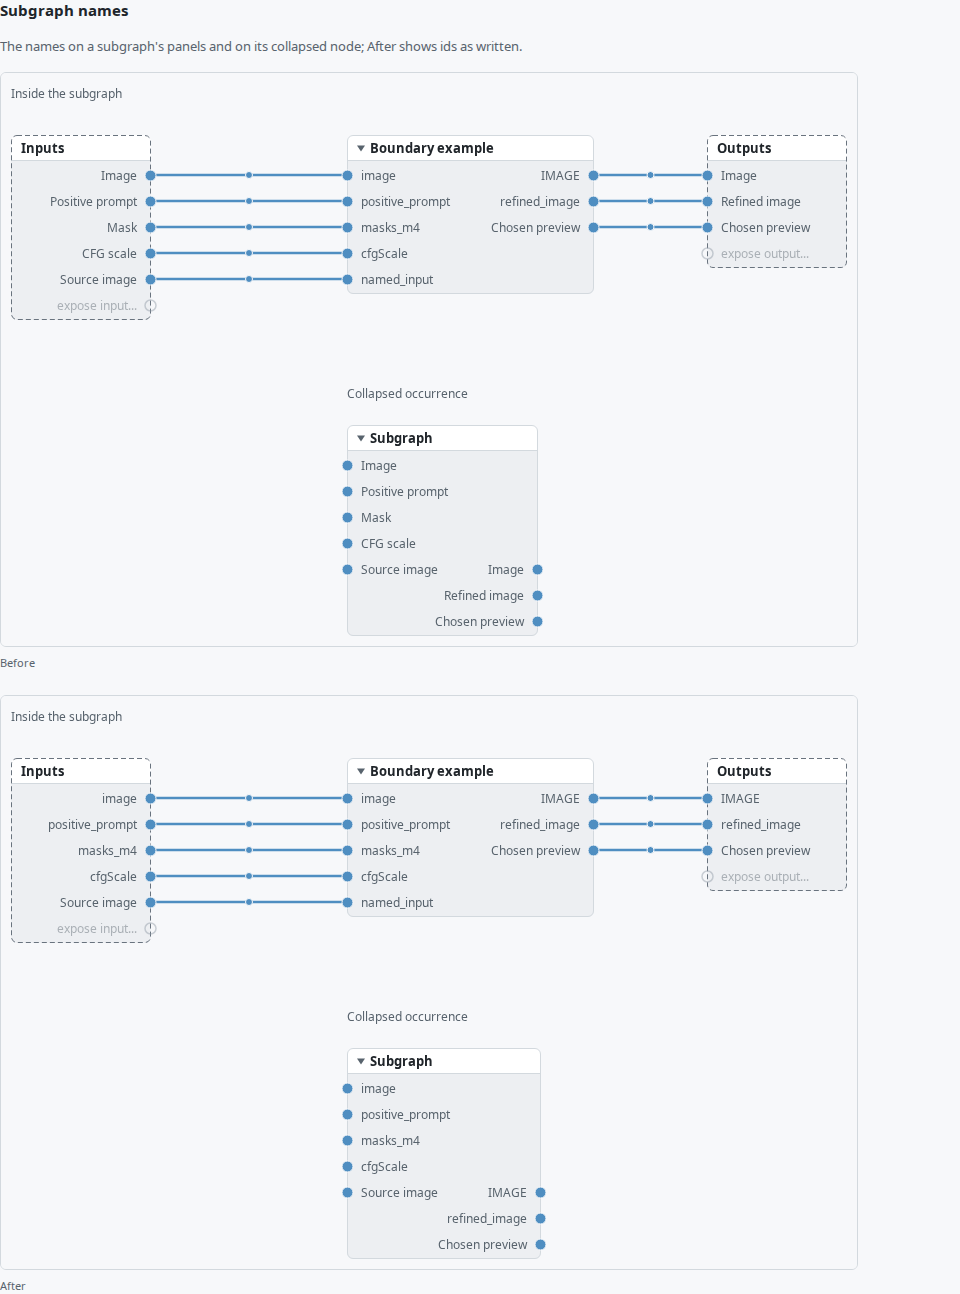 Subgraph names
The names on a subgraph's panels and on its collapsed node; After shows ids as written.
Inside the subgraph
Inputs
Image
Positive prompt
Mask
CFG scale
Source image
expose input...
Boundary example
image IMAGE
positive_prompt refined_image
masks_m4 Chosen preview
cfgScale
named_input
Outputs
Image
Refined image
Chosen preview
expose output...
Collapsed occurrence
Subgraph
Image
Positive prompt
Mask
CFG scale
Source image Image
Refined image
Chosen preview
Before
Inside the subgraph
Inputs
image
positive_prompt
masks_m4
cfgScale
Source image
expose input...
Boundary example
image IMAGE
positive_prompt refined_image
masks_m4 Chosen preview
cfgScale
named_input
Outputs
IMAGE
refined_image
Chosen preview
expose output...
Collapsed occurrence
Subgraph
image
positive_prompt
masks_m4
cfgScale
Source image IMAGE
refined_image
Chosen preview
After